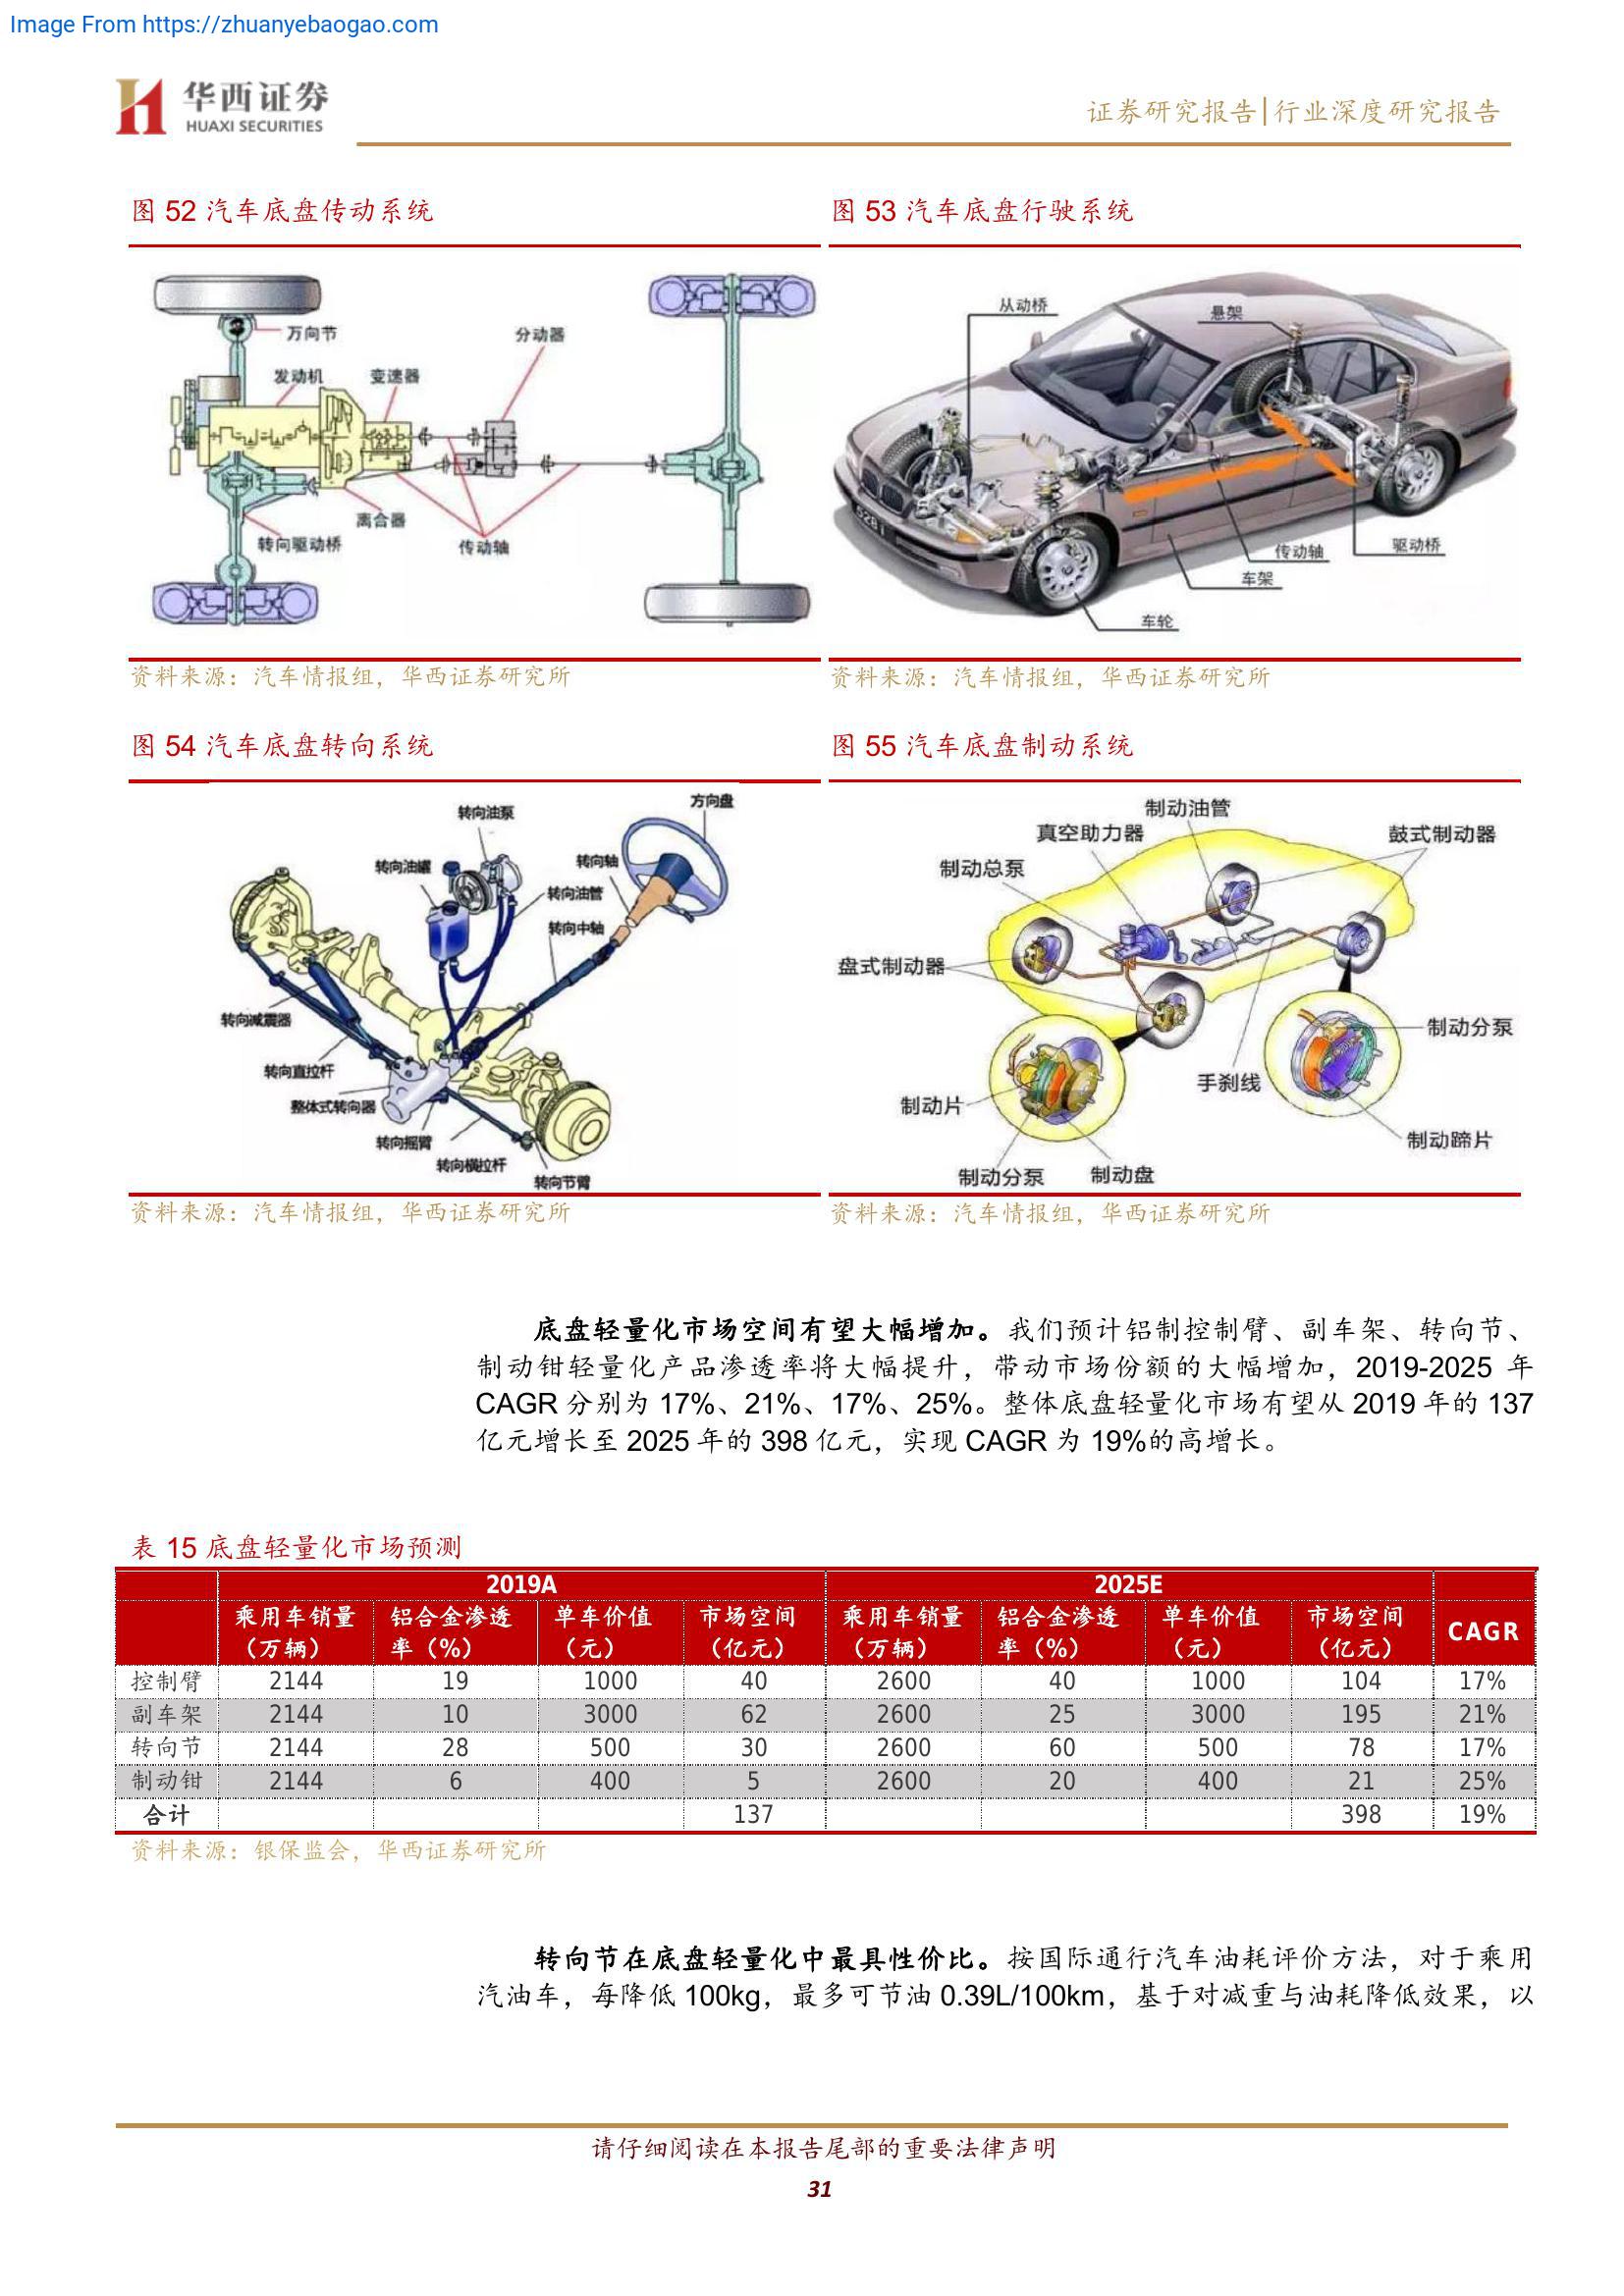 Image From https://zhuanyebaogao.com
华西证券
HUAXI SECURITIES
证券研究报告|行业深度研究报告
图 52 汽车底盘传动系统
图 53 汽车底盘行驶系统
万向节
分动器
发动机
变速器
离合器
转向驱动桥
传动轴
从动桥
悬架
驱动桥
传动轴
车架
车轮
资料来源：汽车情报组，华西证券研究所
资料来源：汽车情报组，华西证券研究所
图 54 汽车底盘转向系统
图 55 汽车底盘制动系统
方向盘
转向油泵
转向轴
转向油罐
转向油管
转向中轴
转向减震器
转向直拉杆
整体式转向器
转向摇臂
转向横拉杆
转向节臂
制动油管
真空助力器
鼓式制动器
制动总泵
盘式制动器
制动分泵
手刹线
制动片
制动蹄片
制动分泵
制动盘
资料来源：汽车情报组，华西证券研究所
资料来源：汽车情报组，华西证券研究所
底盘轻量化市场空间有望大幅增加。我们预计铝制控制臂、副车架、转向节、
制动钳轻量化产品渗透率将大幅提升，带动市场份额的大幅增加，2019-2025 年
CAGR 分别为 17%、21%、17%、25%。整体底盘轻量化市场有望从 2019 年的 137
亿元增长至 2025 年的 398 亿元，实现 CAGR 为 19%的高增长。
表 15 底盘轻量化市场预测
2019A 2025E
乘用车销量（万辆） 铝合金渗透率（%） 单车价值（元） 市场空间（亿元） 乘用车销量（万辆） 铝合金渗透率（%） 单车价值（元） 市场空间（亿元） CAGR
控制臂 2144 19 1000 40 2600 40 1000 104 17%
副车架 2144 10 3000 62 2600 25 3000 195 21%
转向节 2144 28 500 30 2600 60 500 78 17%
制动钳 2144 6 400 5 2600 20 400 21 25%
合计 137 398 19%
资料来源：银保监会，华西证券研究所
转向节在底盘轻量化中最具性价比。按国际通行汽车油耗评价方法，对于乘用
汽油车，每降低 100kg，最多可节油 0.39L/100km，基于对减重与油耗降低效果，以
请仔细阅读在本报告尾部的重要法律声明
31